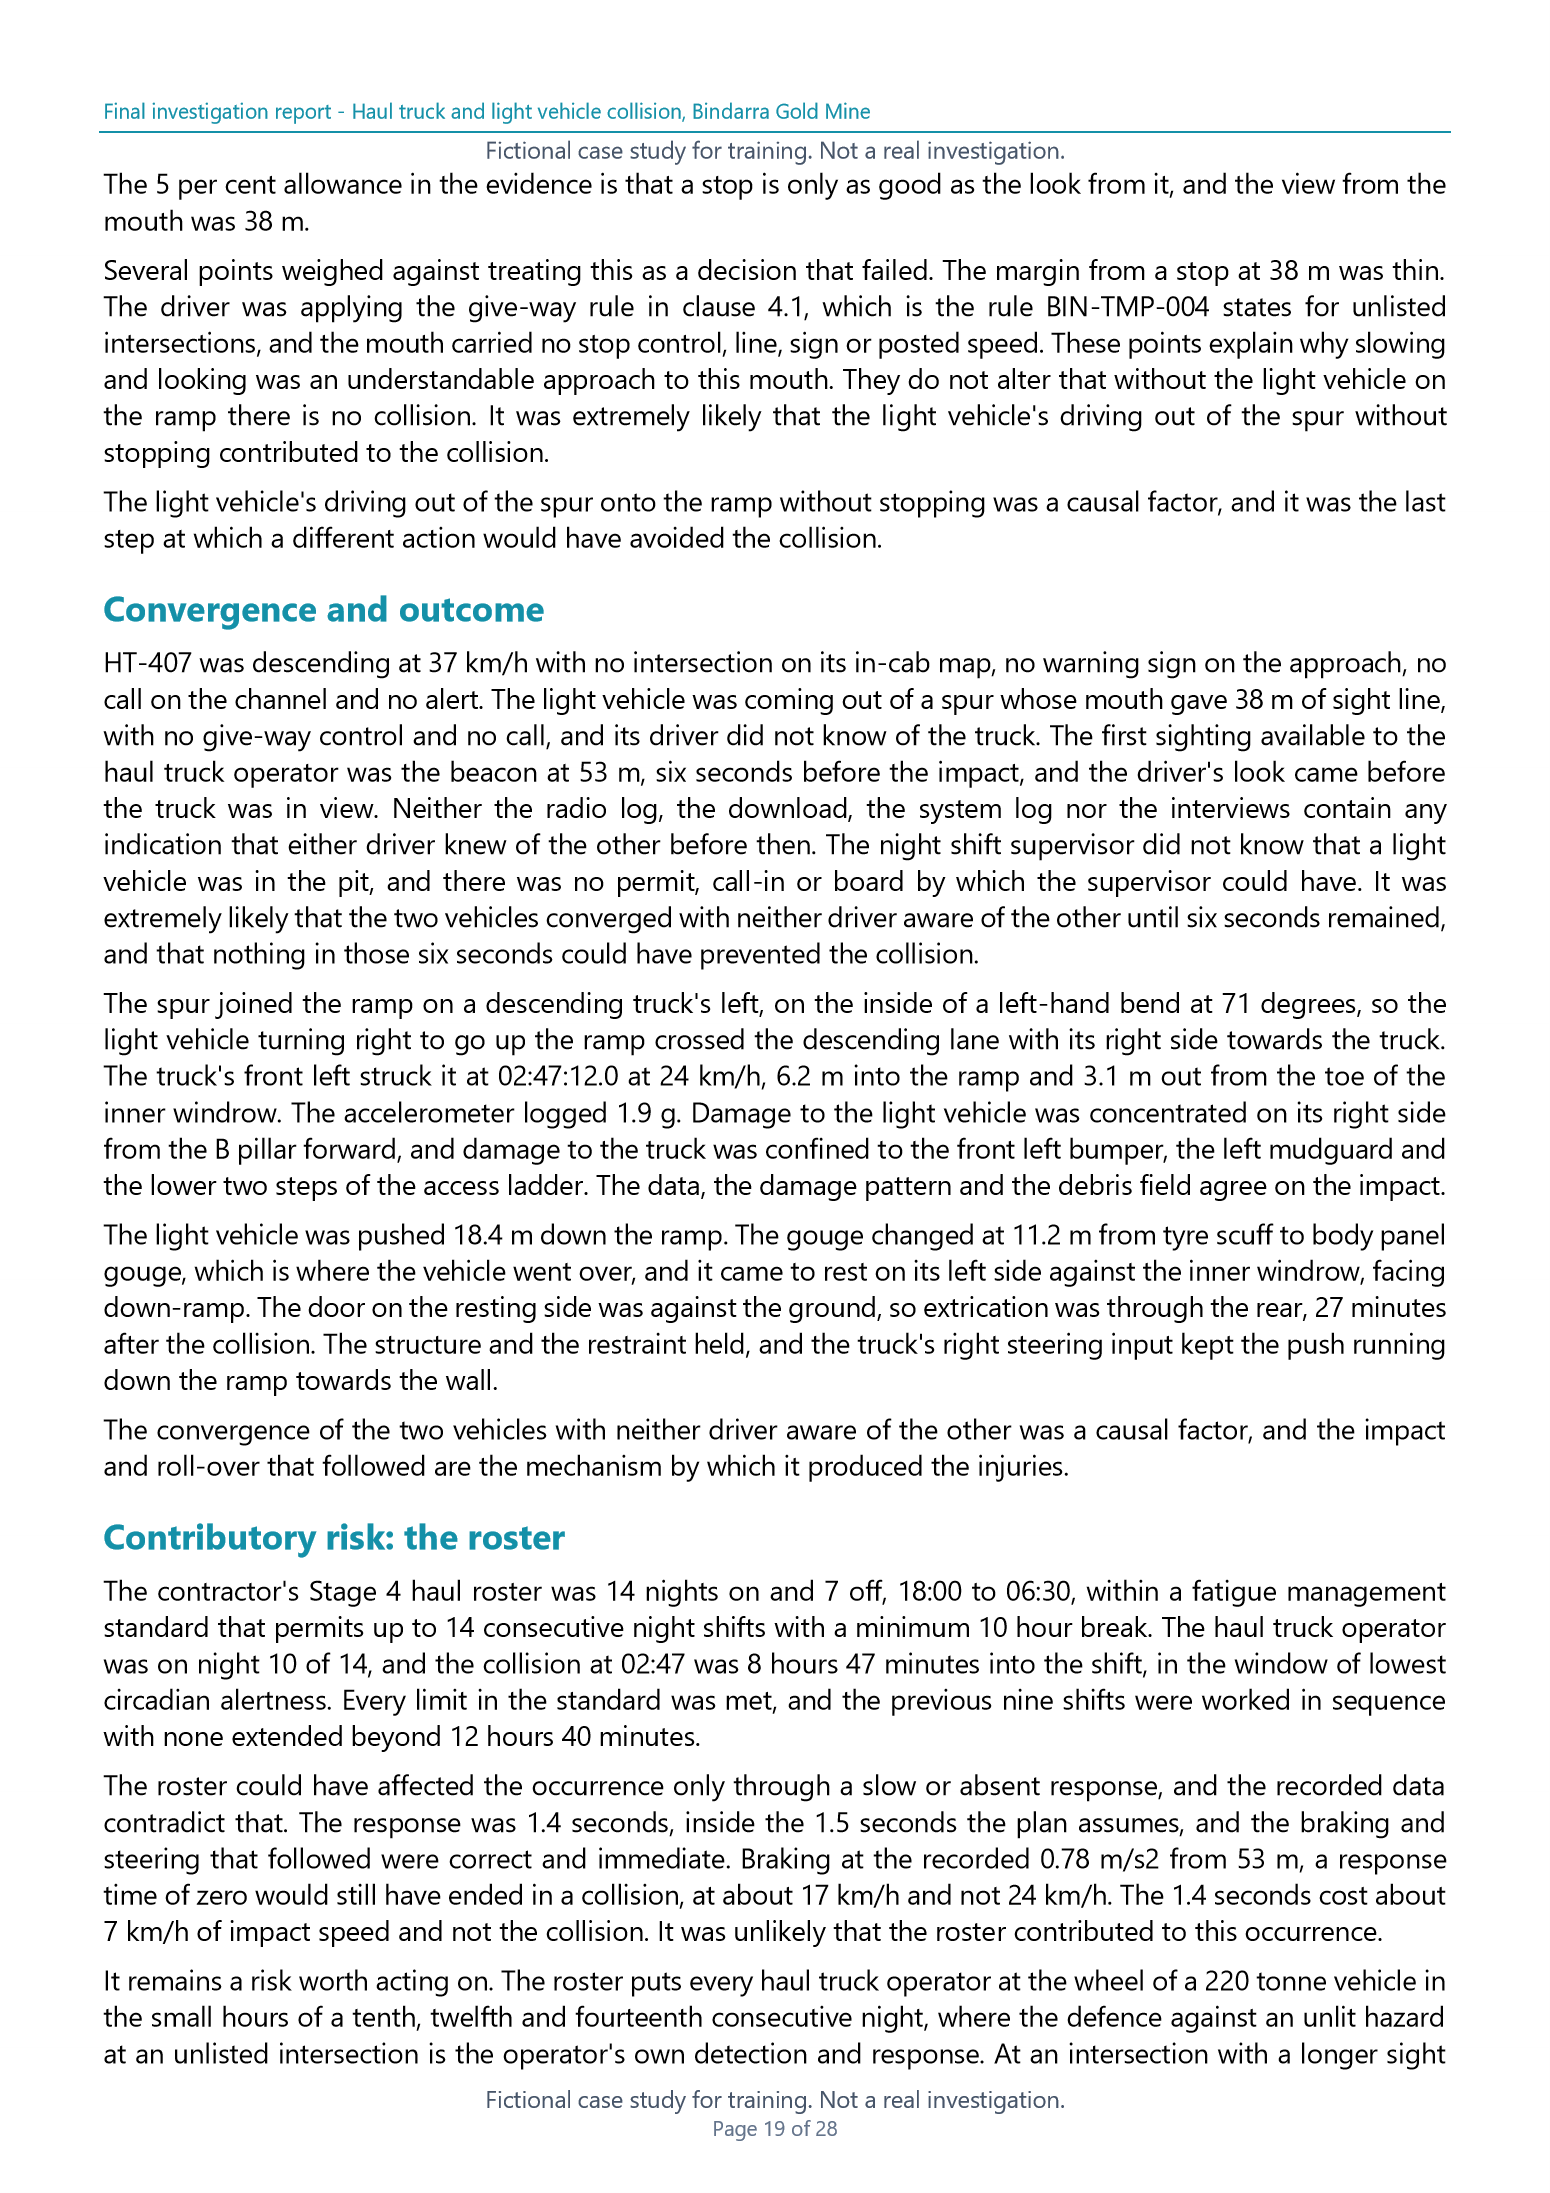 Final investigation report - Haul truck and light vehicle collision, Bindarra Gold Mine
Fictional case study for training. Not a real investigation.
The 5 per cent allowance in the evidence is that a stop is only as good as the look from it, and the view from the
mouth was 38 m.
Several points weighed against treating this as a decision that failed. The margin from a stop at 38 m was thin.
The driver was applying the give-way rule in clause 4.1, which is the rule BIN-TMP-004 states for unlisted
intersections, and the mouth carried no stop control, line, sign or posted speed. These points explain why slowing
and looking was an understandable approach to this mouth. They do not alter that without the light vehicle on
the ramp there is no collision. It was extremely likely that the light vehicle's driving out of the spur without
stopping contributed to the collision.
The light vehicle's driving out of the spur onto the ramp without stopping was a causal factor, and it was the last
step at which a different action would have avoided the collision.
Convergence and outcome
HT-407 was descending at 37 km/h with no intersection on its in-cab map, no warning sign on the approach, no
call on the channel and no alert. The light vehicle was coming out of a spur whose mouth gave 38 m of sight line,
with no give-way control and no call, and its driver did not know of the truck. The first sighting available to the
haul truck operator was the beacon at 53 m, six seconds before the impact, and the driver's look came before
the truck was in view. Neither the radio log, the download, the system log nor the interviews contain any
indication that either driver knew of the other before then. The night shift supervisor did not know that a light
vehicle was in the pit, and there was no permit, call-in or board by which the supervisor could have. It was
extremely likely that the two vehicles converged with neither driver aware of the other until six seconds remained,
and that nothing in those six seconds could have prevented the collision.
The spur joined the ramp on a descending truck's left, on the inside of a left-hand bend at 71 degrees, so the
light vehicle turning right to go up the ramp crossed the descending lane with its right side towards the truck.
The truck's front left struck it at 02:47:12.0 at 24 km/h, 6.2 m into the ramp and 3.1 m out from the toe of the
inner windrow. The accelerometer logged 1.9 g. Damage to the light vehicle was concentrated on its right side
from the B pillar forward, and damage to the truck was confined to the front left bumper, the left mudguard and
the lower two steps of the access ladder. The data, the damage pattern and the debris field agree on the impact.
The light vehicle was pushed 18.4 m down the ramp. The gouge changed at 11.2 m from tyre scuff to body panel
gouge, which is where the vehicle went over, and it came to rest on its left side against the inner windrow, facing
down-ramp. The door on the resting side was against the ground, so extrication was through the rear, 27 minutes
after the collision. The structure and the restraint held, and the truck's right steering input kept the push running
down the ramp towards the wall.
The convergence of the two vehicles with neither driver aware of the other was a causal factor, and the impact
and roll-over that followed are the mechanism by which it produced the injuries.
Contributory risk: the roster
The contractor's Stage 4 haul roster was 14 nights on and 7 off, 18:00 to 06:30, within a fatigue management
standard that permits up to 14 consecutive night shifts with a minimum 10 hour break. The haul truck operator
was on night 10 of 14, and the collision at 02:47 was 8 hours 47 minutes into the shift, in the window of lowest
circadian alertness. Every limit in the standard was met, and the previous nine shifts were worked in sequence
with none extended beyond 12 hours 40 minutes.
The roster could have affected the occurrence only through a slow or absent response, and the recorded data
contradict that. The response was 1.4 seconds, inside the 1.5 seconds the plan assumes, and the braking and
steering that followed were correct and immediate. Braking at the recorded 0.78 m/s2 from 53 m, a response
time of zero would still have ended in a collision, at about 17 km/h and not 24 km/h. The 1.4 seconds cost about
7 km/h of impact speed and not the collision. It was unlikely that the roster contributed to this occurrence.
It remains a risk worth acting on. The roster puts every haul truck operator at the wheel of a 220 tonne vehicle in
the small hours of a tenth, twelfth and fourteenth consecutive night, where the defence against an unlit hazard
at an unlisted intersection is the operator's own detection and response. At an intersection with a longer sight
Fictional case study for training. Not a real investigation.
Page 19 of 28